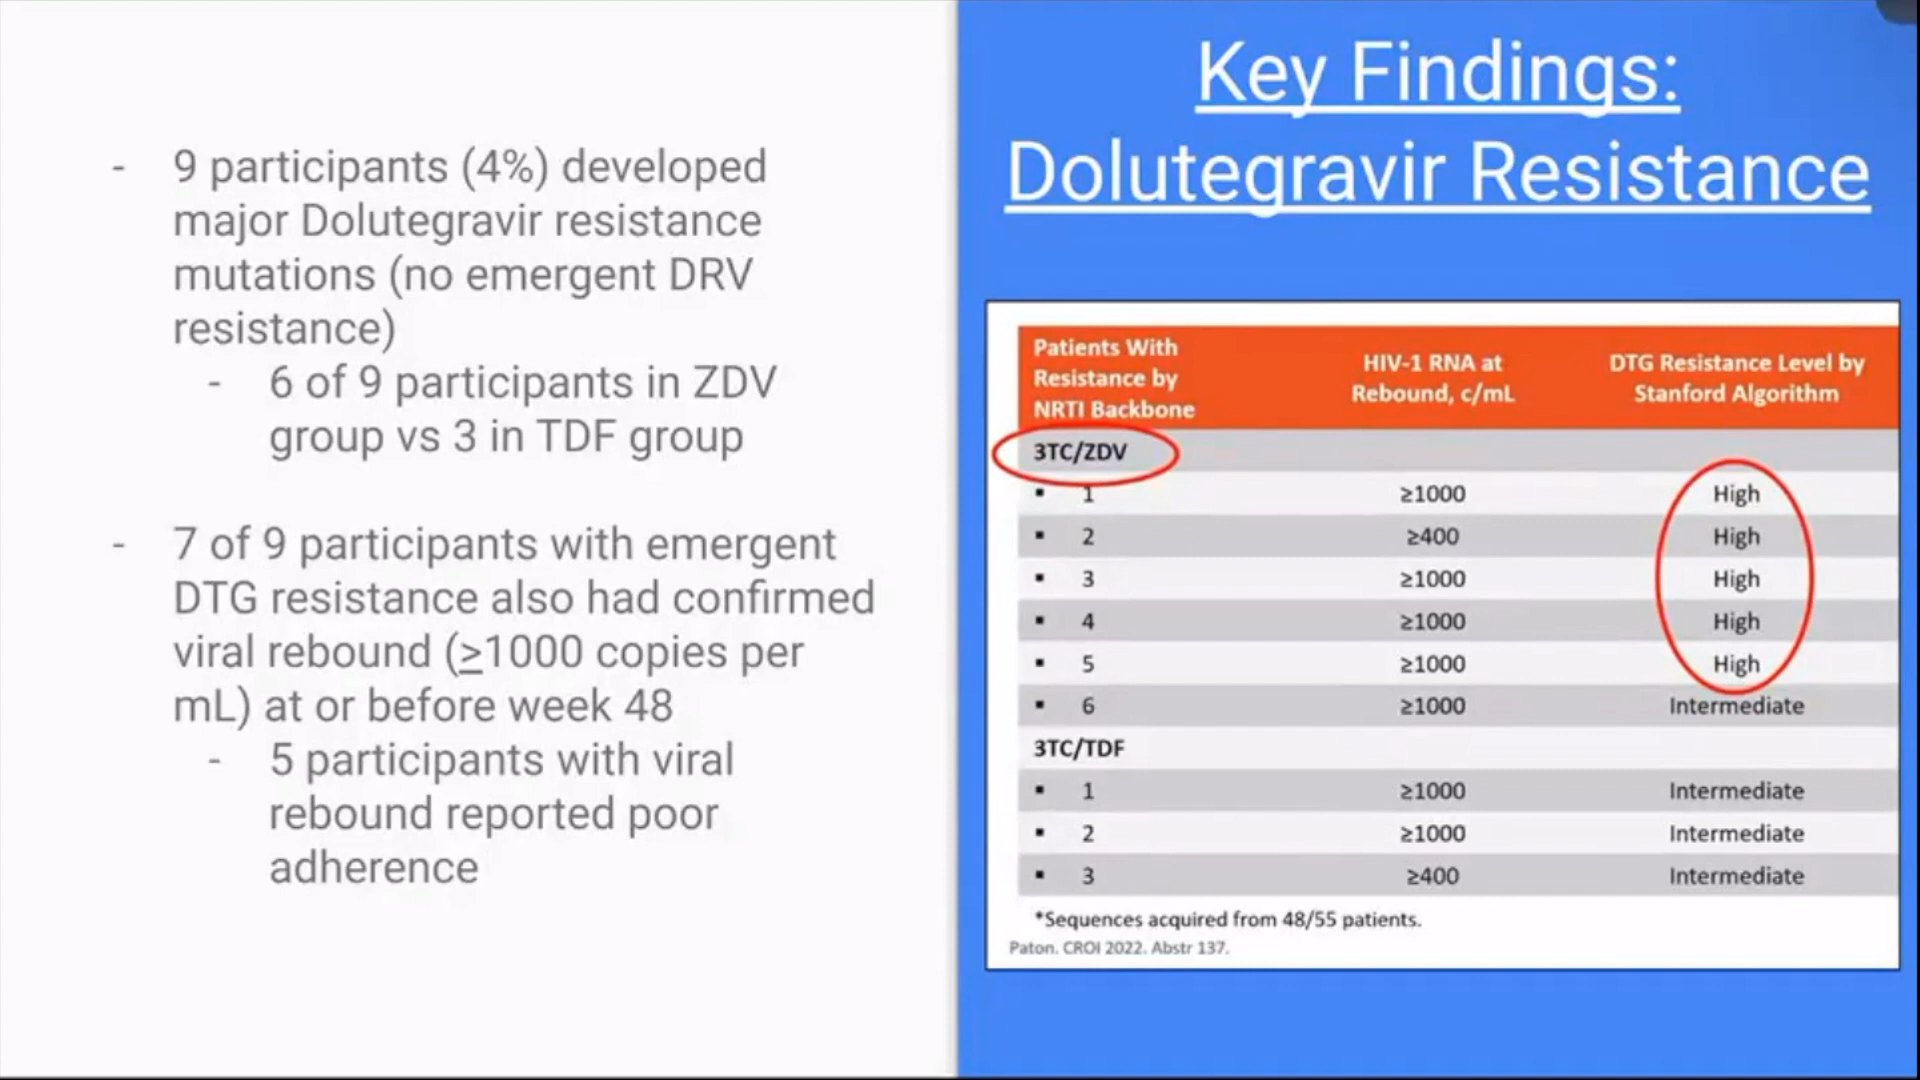 - 9 participants (4%) developed
major Dolutegravir resistance
mutations (no emergent DRV
resistance)
- 6 of 9 participants in ZDV
group vs 3 in TDF group
- 7 of 9 participants with emergent
DTG resistance also had confirmed
viral rebound (≥1000 copies per
mL) at or before week 48
- 5 participants with viral
rebound reported poor
adherence
Key Findings:
Dolutegravir Resistance
Patients With
Resistance by
NRTI Backbone
HIV-1 RNA at
Rebound, c/mL
DTG Resistance Level by
Stanford Algorithm
3TC/ZDV
▪ 1 ≥1000 High
▪ 2 ≥400 High
▪ 3 ≥1000 High
▪ 4 ≥1000 High
▪ 5 ≥1000 High
▪ 6 ≥1000 Intermediate
3TC/TDF
▪ 1 ≥1000 Intermediate
▪ 2 ≥1000 Intermediate
▪ 3 ≥400 Intermediate
*Sequences acquired from 48/55 patients.
Paton. CROI 2022. Abstr 137.